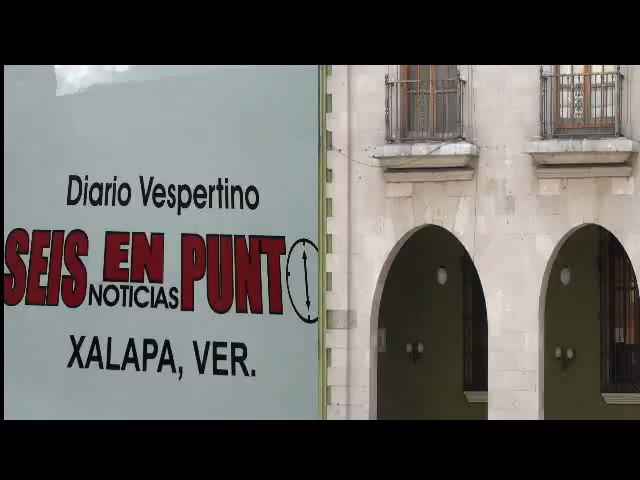 Diario Vespertino
SEIS EN PUNTO
NOTICIAS
XALAPA, VER.